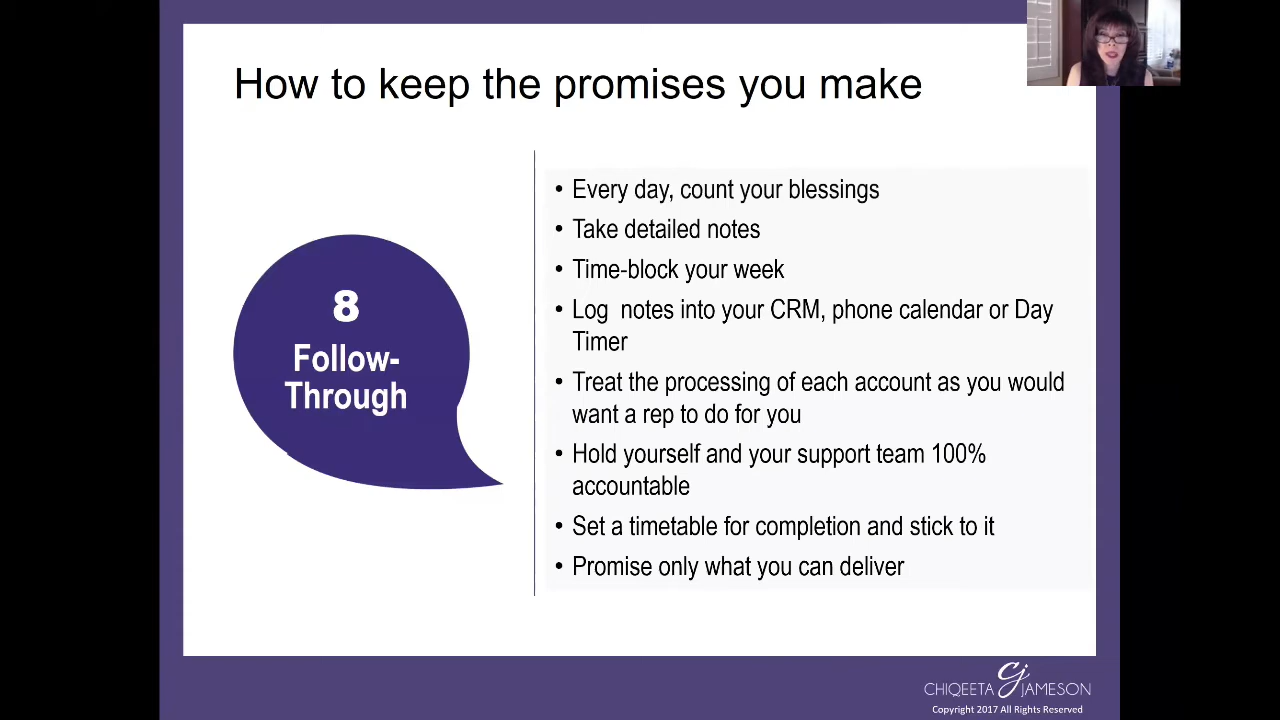 How to keep the promises you make
8
Follow-
Through
• Every day, count your blessings
• Take detailed notes
• Time-block your week
• Log  notes into your CRM, phone calendar or Day
Timer
• Treat the processing of each account as you would
want a rep to do for you
• Hold yourself and your support team 100%
accountable
• Set a timetable for completion and stick to it
• Promise only what you can deliver
CHIQEETA cj JAMESON
Copyright 2017 All Rights Reserved